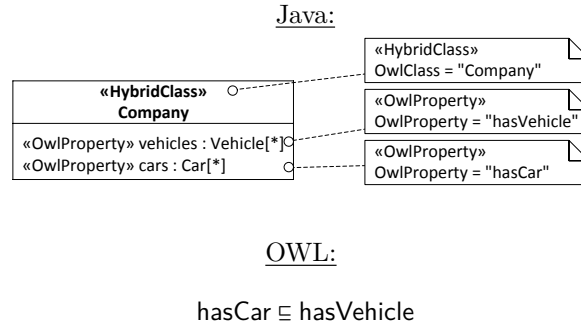 Java:
«HybridClass»
Company
«OwlProperty» vehicles : Vehicle[*]
«OwlProperty» cars : Car[*]
«HybridClass»
OwlClass = "Company"
«OwlProperty»
OwlProperty = "hasVehicle"
«OwlProperty»
OwlProperty = "hasCar"
OWL:
hasCar ⊑ hasVehicle